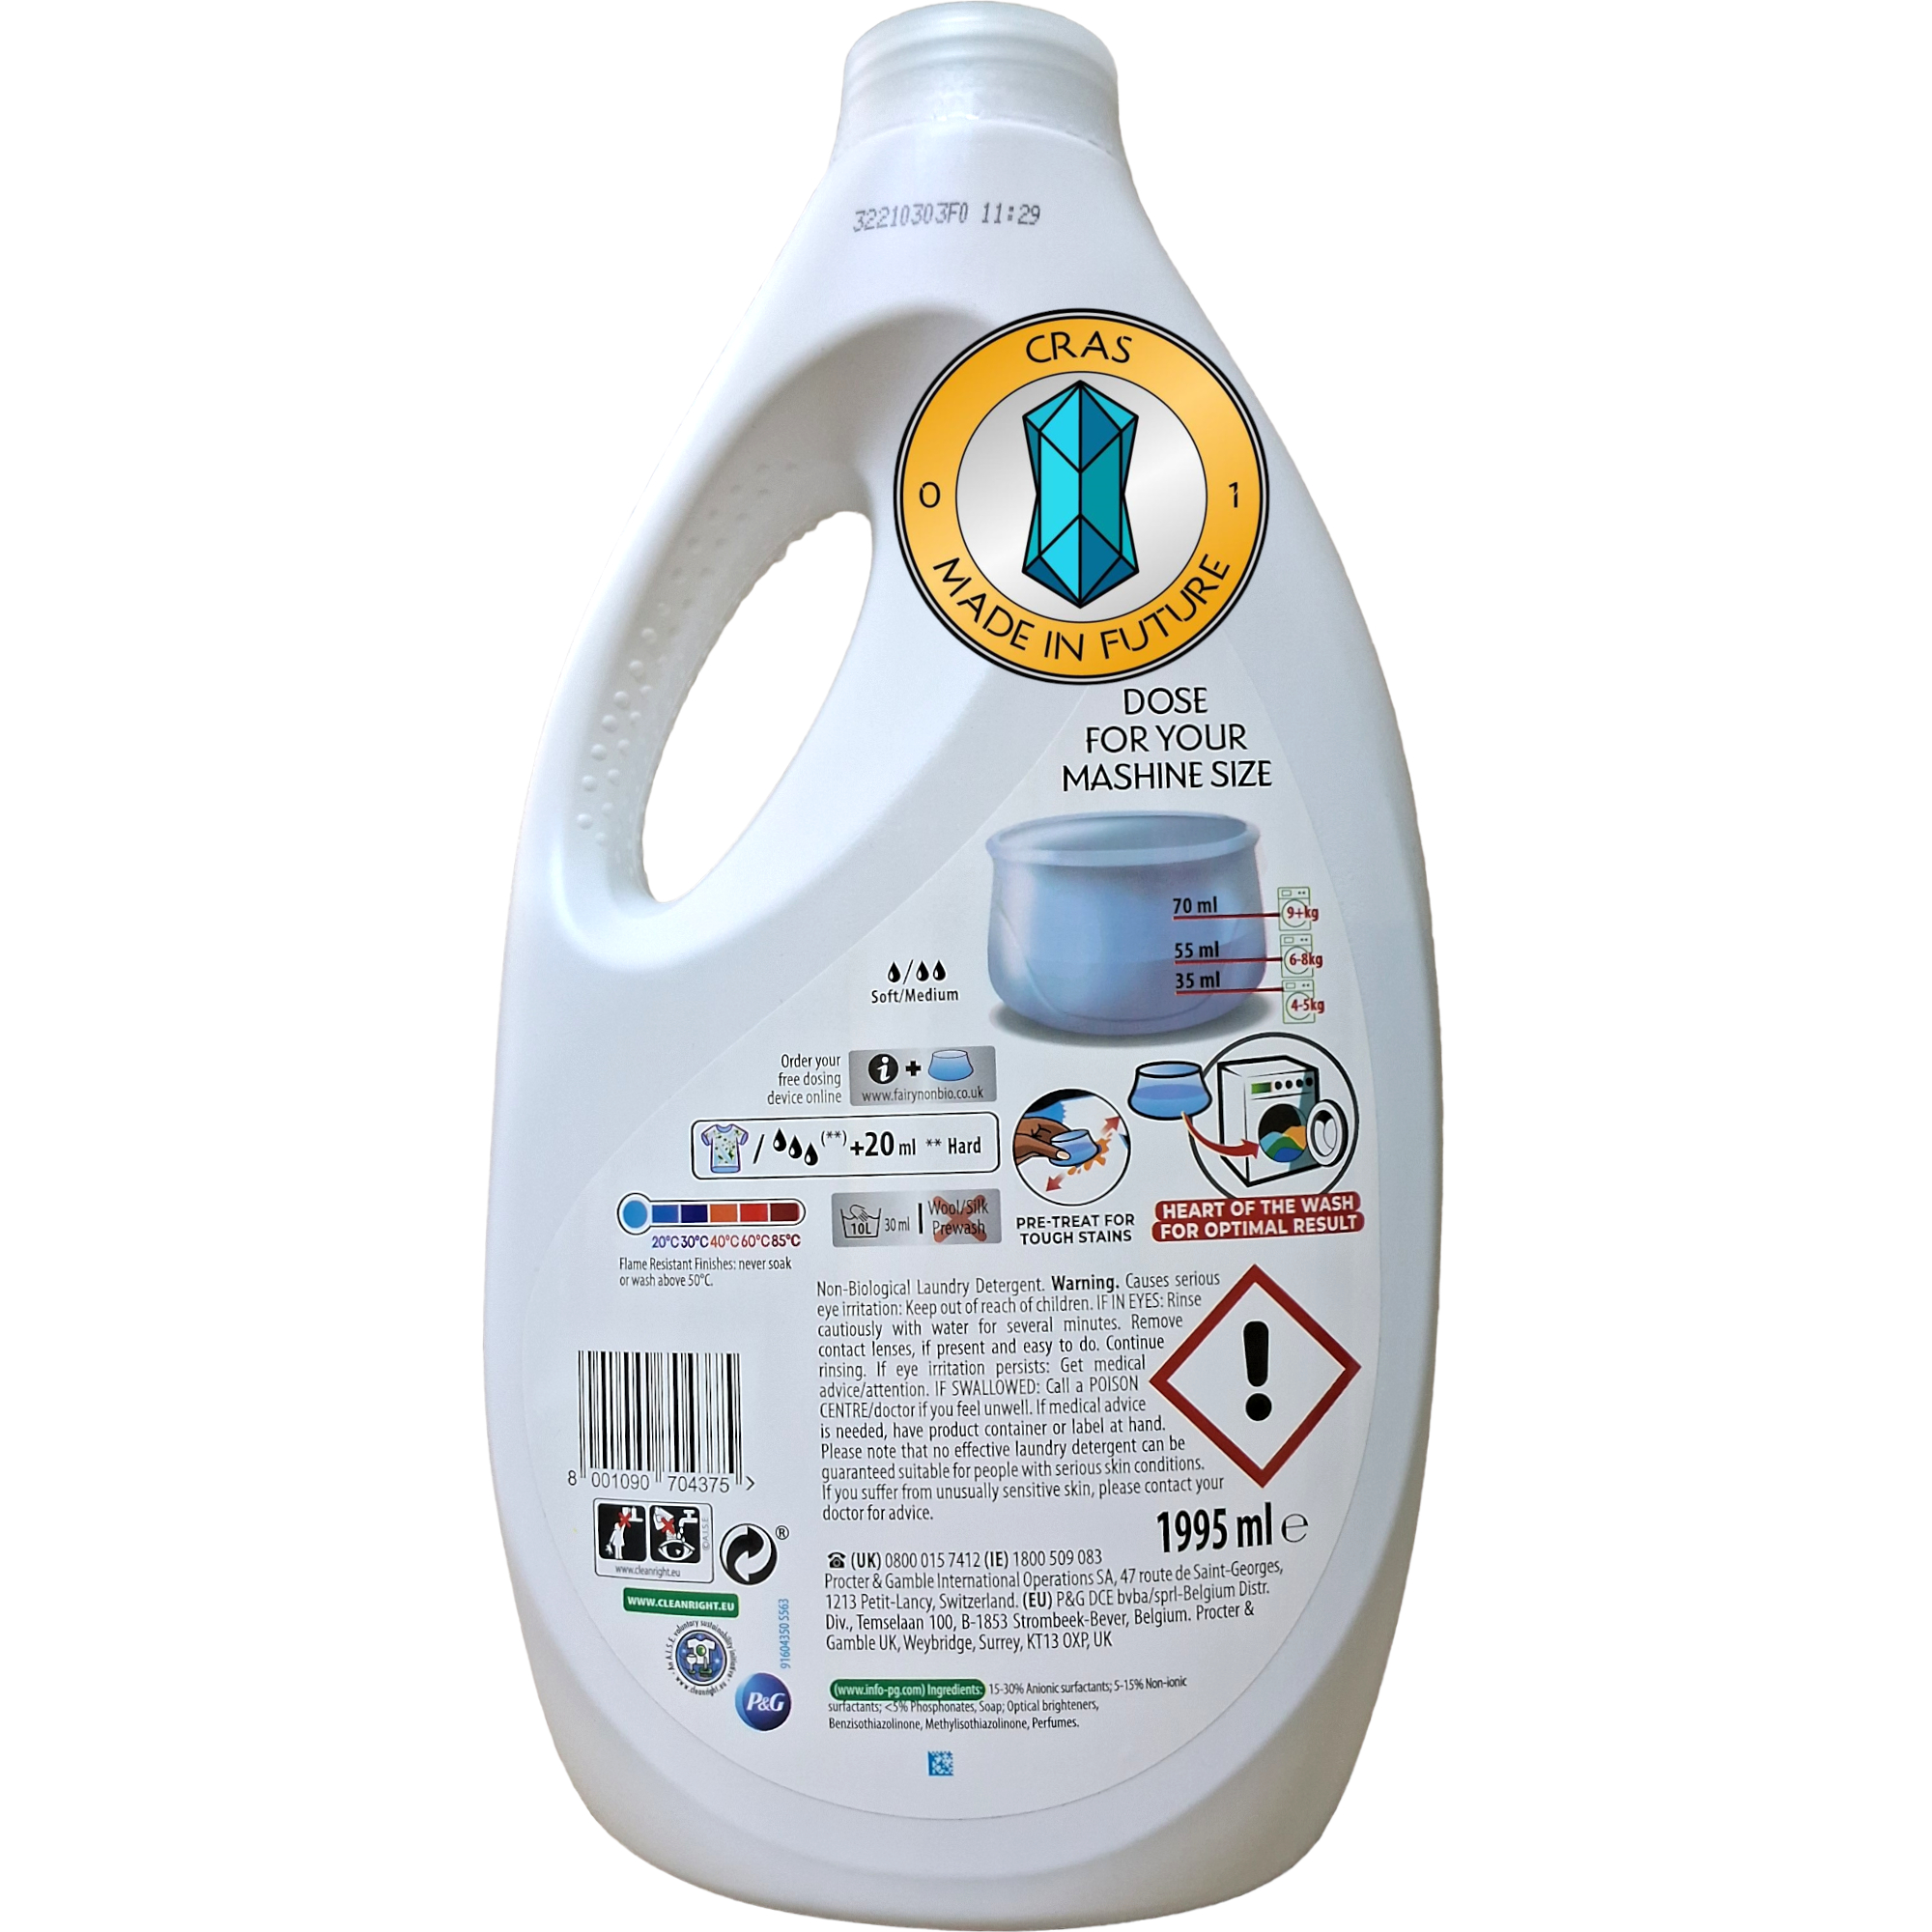 32210303F0 11:29
CRAS
0 1
MADE IN FUTURE
DOSE
FOR YOUR
MASHINE SIZE
70 ml
9+kg
55 ml
6-8kg
35 ml
4-5kg
Soft/Medium
Order your
free dosing
device online
www.fairynonbio.co.uk
/ (**) +20 ml ** Hard
20°C 30°C 40°C 60°C 85°C
Flame Resistant Finishes: never soak
or wash above 50°C.
10L 30 ml
Wool/Silk
Prewash
PRE-TREAT FOR
TOUGH STAINS
HEART OF THE WASH
FOR OPTIMAL RESULT
Non-Biological Laundry Detergent. Warning. Causes serious
eye irritation: Keep out of reach of children. IF IN EYES: Rinse
cautiously with water for several minutes. Remove
contact lenses, if present and easy to do. Continue
rinsing. If eye irritation persists: Get medical
advice/attention. IF SWALLOWED: Call a POISON
CENTRE/doctor if you feel unwell. If medical advice
is needed, have product container or label at hand.
Please note that no effective laundry detergent can be
guaranteed suitable for people with serious skin conditions.
If you suffer from unusually sensitive skin, please contact your
doctor for advice.
8 001090 704375 >
1995 ml e
©A.I.S.E.
www.cleanright.eu
®
WWW.CLEANRIGHT.EU
An A.I.S.E. voluntary sustainability initiative
www.cleanright.eu
91604350 5563
P&G
(UK) 0800 015 7412 (IE) 1800 509 083
Procter & Gamble International Operations SA, 47 route de Saint-Georges,
1213 Petit-Lancy, Switzerland. (EU) P&G DCE bvba/sprl-Belgium Distr.
Div., Temselaan 100, B-1853 Strombeek-Bever, Belgium. Procter &
Gamble UK, Weybridge, Surrey, KT13 0XP, UK
(www.info-pg.com) Ingredients: 15-30% Anionic surfactants; 5-15% Non-ionic
surfactants; <5% Phosphonates, Soap; Optical brighteners,
Benzisothiazolinone, Methylisothiazolinone, Perfumes.